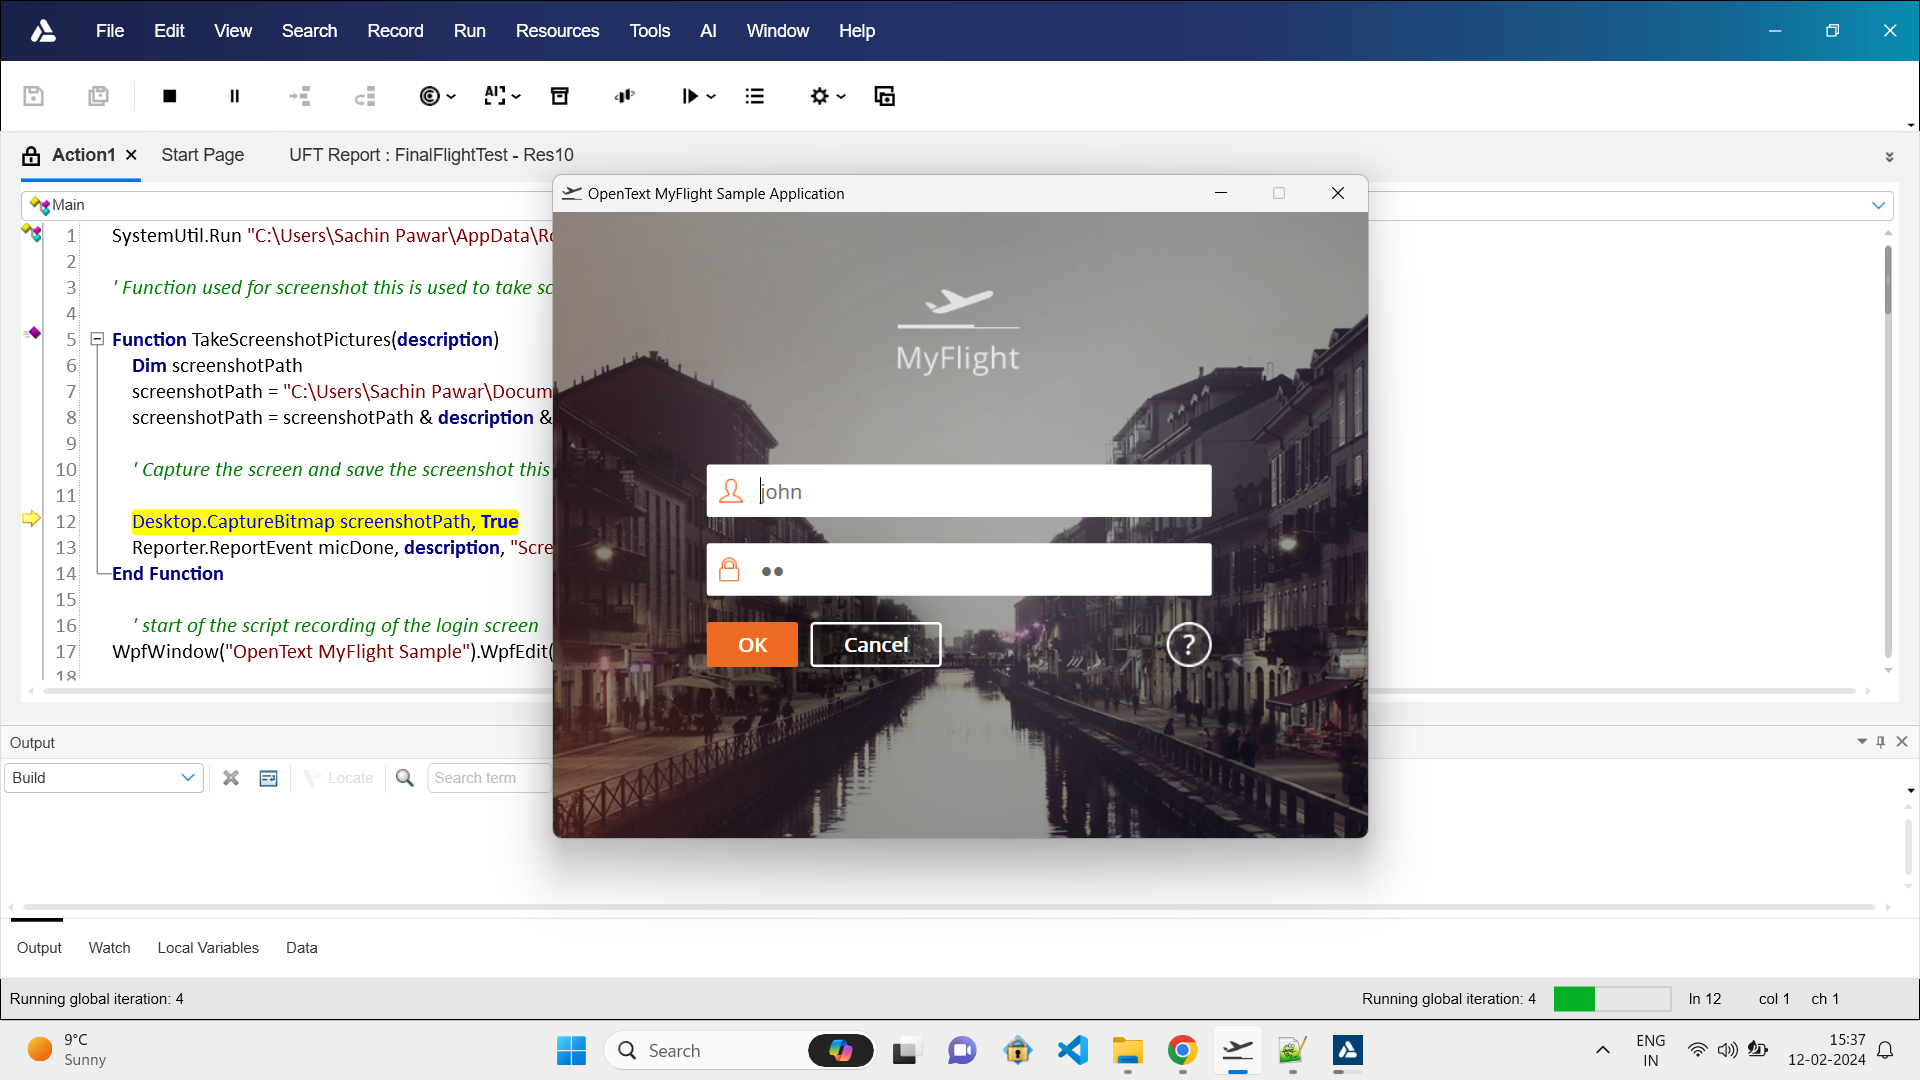 File Edit View Search Record Run Resources Tools AI Window Help
Action1 Start Page UFT Report : FinalFlightTest - Res10
Main
OpenText MyFlight Sample Application
1 SystemUtil.Run "C:\Users\Sachin Pawar\AppData\Ro
2
3 ' Function used for screenshot this is used to take sc
4
5 Function TakeScreenshotPictures(description)
6 Dim screenshotPath
7 screenshotPath = "C:\Users\Sachin Pawar\Docum
8 screenshotPath = screenshotPath & description &
9
10 ' Capture the screen and save the screenshot this
11
12 Desktop.CaptureBitmap screenshotPath, True
13 Reporter.ReportEvent micDone, description, "Scre
14 End Function
15
16 ' start of the script recording of the login screen
17 WpfWindow("OpenText MyFlight Sample").WpfEdit(
18
MyFlight
john
OK Cancel ?
Output
Build Locate Search term
Output Watch Local Variables Data
Running global iteration: 4 Running global iteration: 4 ln 12 col 1 ch 1
9°C
Sunny
Search
ENG
IN
15:37
12-02-2024